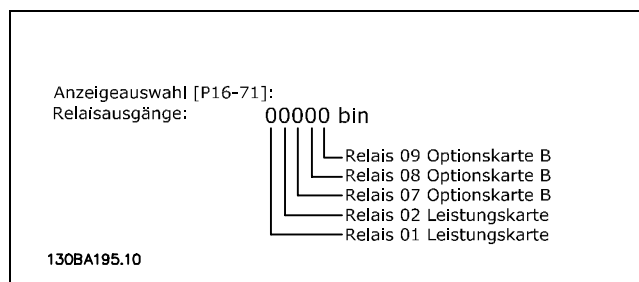 Anzeigeauswahl [P16-71]:
Relaisausgänge: 00000 bin
Relais 09 Optionskarte B
Relais 08 Optionskarte B
Relais 07 Optionskarte B
Relais 02 Leistungskarte
Relais 01 Leistungskarte
130BA195.10